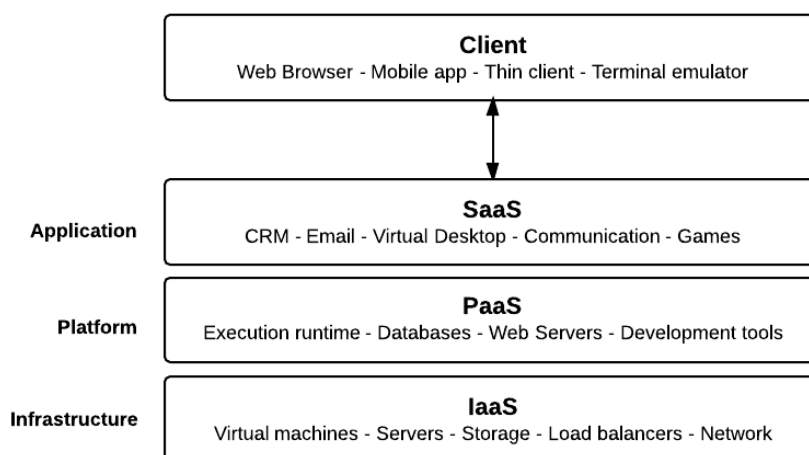 Client
Web Browser - Mobile app - Thin client - Terminal emulator
SaaS
Application
CRM - Email - Virtual Desktop - Communication - Games
PaaS
Platform
Execution runtime - Databases - Web Servers - Development tools
IaaS
Infrastructure
Virtual machines - Servers - Storage - Load balancers - Network